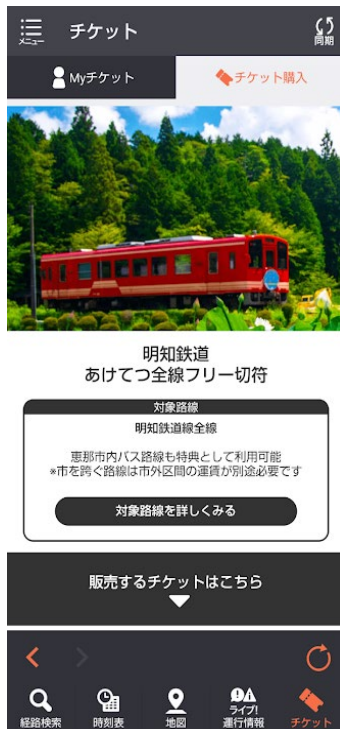 メニュー
チケット
同期
Myチケット
チケット購入
明知鉄道
あけてつ全線フリー切符
対象路線
明知鉄道線全線
恵那市内バス路線も特典として利用可能
*市を跨ぐ路線は市外区間の運賃が別途必要です
対象路線を詳しくみる
販売するチケットはこちら
経路検索
時刻表
地図
ライブ!
運行情報
チケット